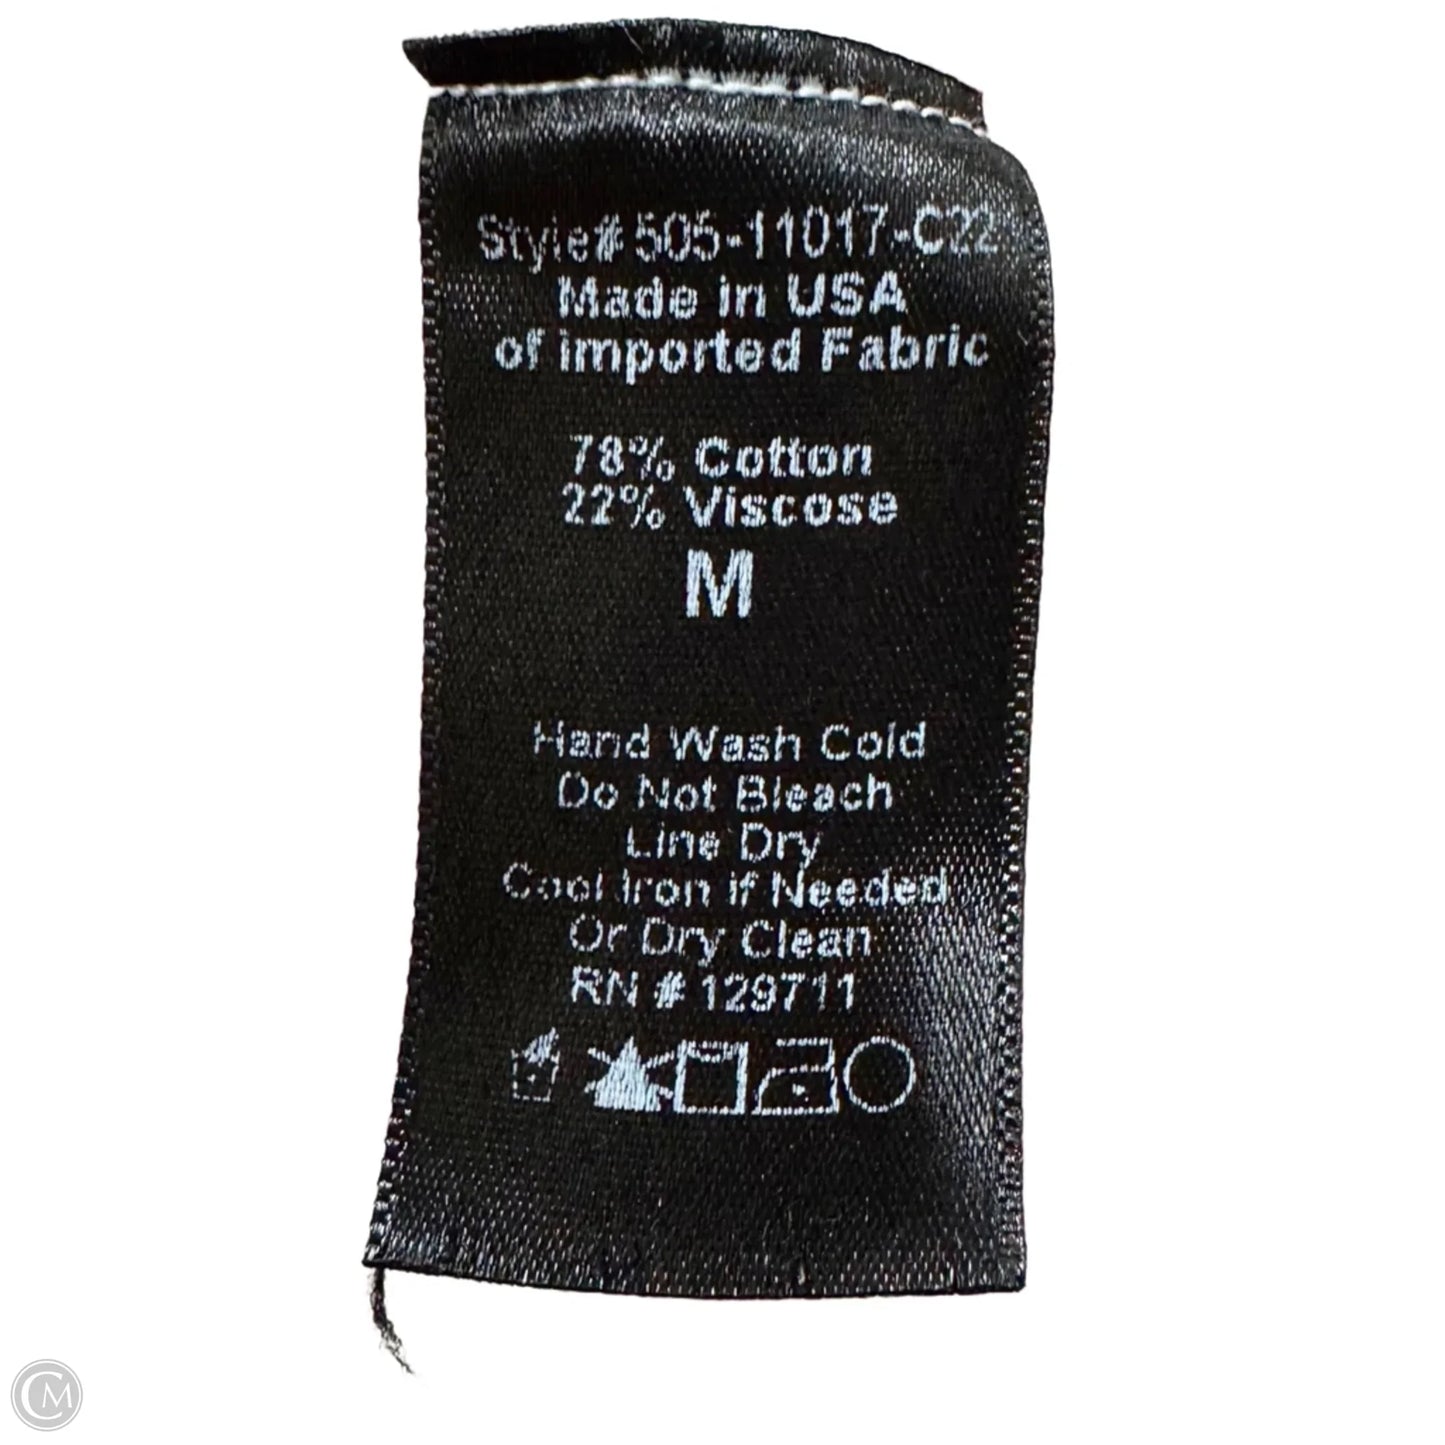 Style# 505-11017-C22
Made in USA
of imported Fabric
78% Cotton
22% Viscose
M
Hand Wash Cold
Do Not Bleach
Line Dry
Cool Iron if Needed
Or Dry Clean
RN # 129711
CM